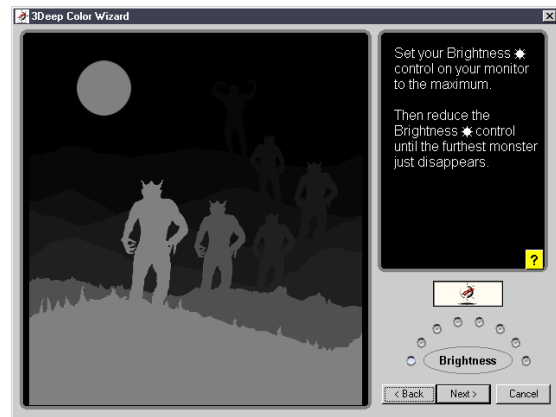 3Deep Color Wizard
Set your Brightness
control on your monitor
to the maximum.
Then reduce the
Brightness control
until the furthest monster
just disappears.
?
Brightness
< Back
Next >
Cancel